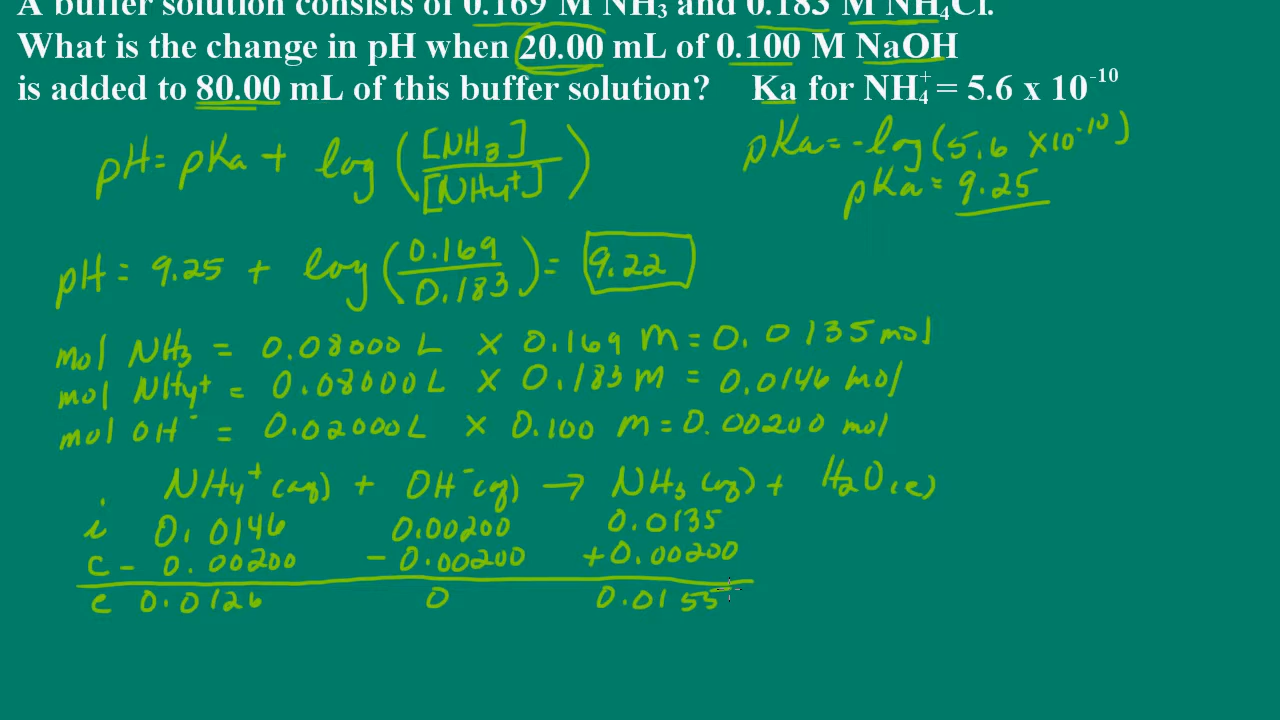 A buffer solution consists of 0.169 M NH₃ and 0.183 M NH₄Cl.
What is the change in pH when 20.00 mL of 0.100 M NaOH
is added to 80.00 mL of this buffer solution? Ka for NH₄⁺ = 5.6 x 10⁻¹⁰
pH = pKa + log ([NH₃]/[NH₄⁺])
pKa = -log(5.6 x10⁻¹⁰)
pKa = 9.25
pH = 9.25 + log (0.169/0.183) = 9.22
mol NH₃ = 0.08000 L x 0.169 M = 0.0135 mol
mol NH₄⁺ = 0.08000 L x 0.183 M = 0.0146 mol
mol OH⁻ = 0.02000 L x 0.100 M = 0.00200 mol
NH₄⁺(aq) + OH⁻(aq) → NH₃(aq) + H₂O(l)
i 0.0146 0.00200 0.0135
c - 0.00200 - 0.00200 + 0.00200
e 0.0126 0 0.0155